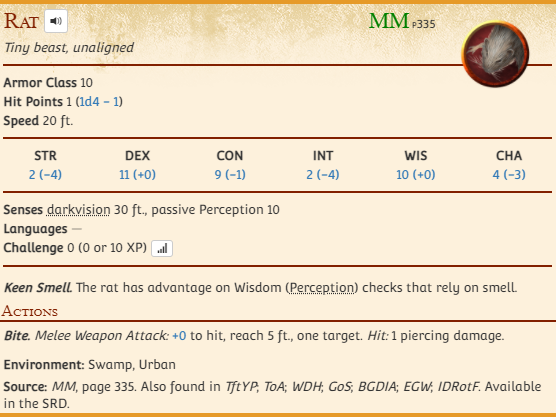 Rat
MM P335
Tiny beast, unaligned
Armor Class 10
Hit Points 1 (1d4 − 1)
Speed 20 ft.
STR DEX CON INT WIS CHA
2 (−4) 11 (+0) 9 (−1) 2 (−4) 10 (+0) 4 (−3)
Senses darkvision 30 ft., passive Perception 10
Languages —
Challenge 0 (0 or 10 XP)
Keen Smell. The rat has advantage on Wisdom (Perception) checks that rely on smell.
Actions
Bite. Melee Weapon Attack: +0 to hit, reach 5 ft., one target. Hit: 1 piercing damage.
Environment: Swamp, Urban
Source: MM, page 335. Also found in TftYP; ToA; WDH; GoS; BGDIA; EGW; IDRotF. Available
in the SRD.